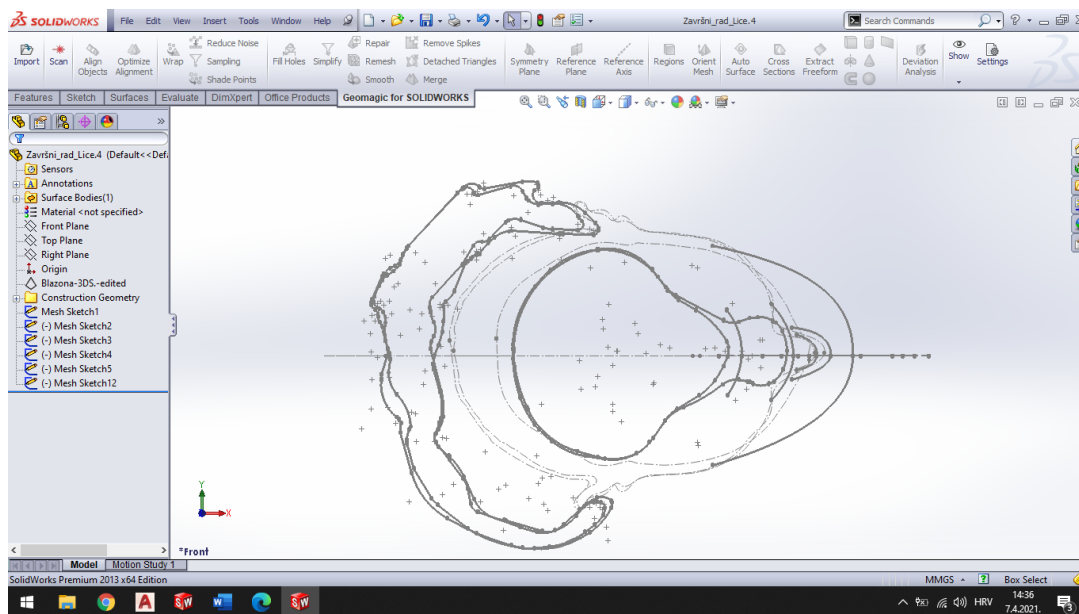 SOLIDWORKS File Edit View Insert Tools Window Help Završni_rad_Lice.4 Search Commands
Import Scan Align Objects Optimize Alignment Wrap Reduce Noise Sampling Shade Points Fill Holes Simplify Repair Remesh Smooth Remove Spikes Detached Triangles Merge Symmetry Plane Reference Plane Reference Axis Regions Orient Mesh Auto Surface Cross Sections Extract Freeform Deviation Analysis Show Settings
Features Sketch Surfaces Evaluate DimXpert Office Products Geomagic for SOLIDWORKS
Završni_rad_Lice.4 (Default<<Def
Sensors
Annotations
Surface Bodies(1)
Material <not specified>
Front Plane
Top Plane
Right Plane
Origin
Blazona-3DS.-edited
Construction Geometry
Mesh Sketch1
(-) Mesh Sketch2
(-) Mesh Sketch3
(-) Mesh Sketch4
(-) Mesh Sketch5
(-) Mesh Sketch12
Y
X
*Front
Model Motion Study 1
SolidWorks Premium 2013 x64 Edition MMGS Box Select
HRV 14:36
7.4.2021.